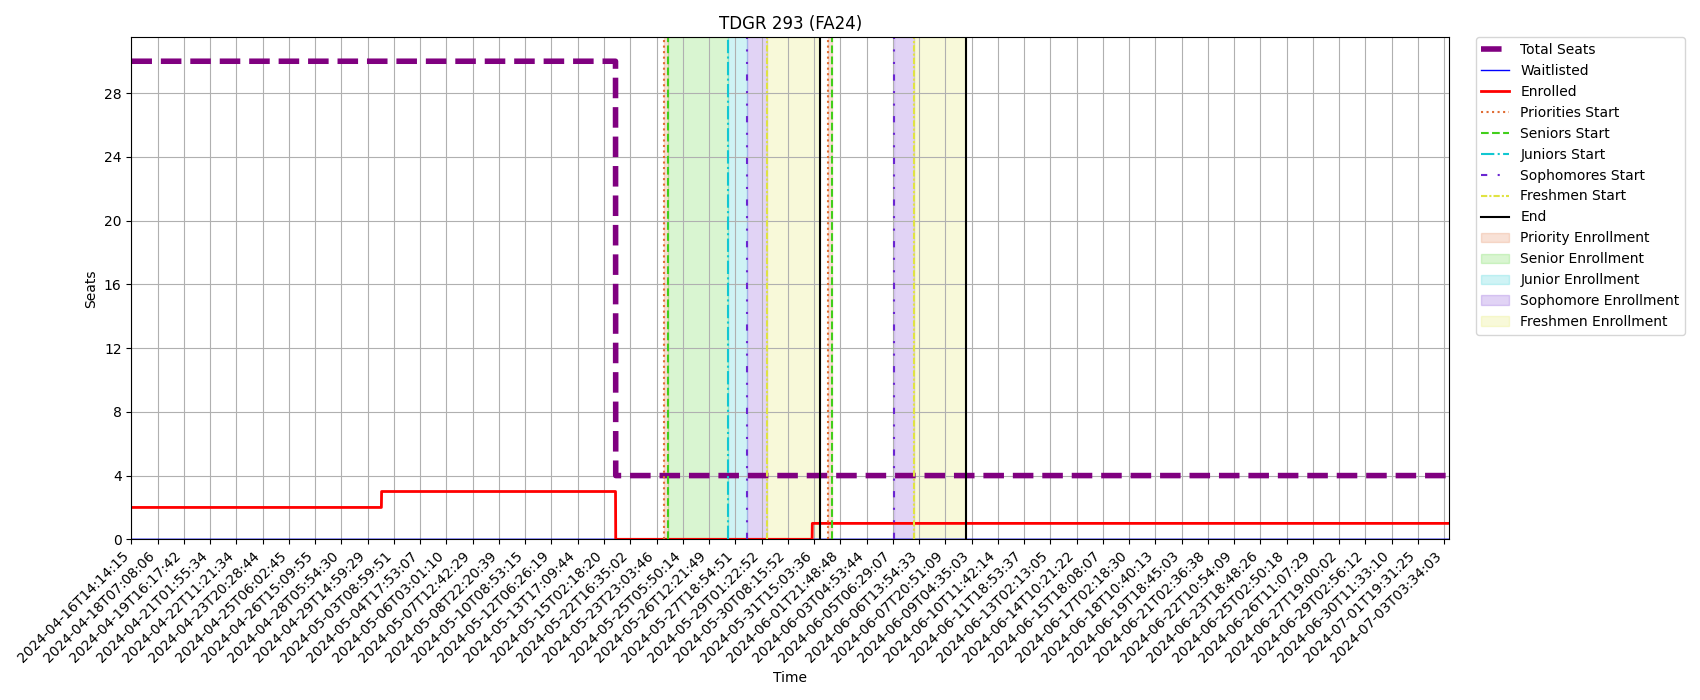 TDGR 293 (FA24)
Seats
28
24
20
16
12
8
4
0
2024-04-16T14:14:15
2024-04-18T07:08:06
2024-04-19T16:17:42
2024-04-21T01:55:34
2024-04-22T11:21:34
2024-04-23T20:28:44
2024-04-25T06:02:45
2024-04-26T15:09:55
2024-04-28T05:54:30
2024-04-29T14:59:29
2024-05-03T08:59:51
2024-05-04T17:53:07
2024-05-06T03:01:10
2024-05-07T12:42:29
2024-05-08T22:20:39
2024-05-10T08:53:15
2024-05-12T06:26:19
2024-05-13T17:09:44
2024-05-15T02:18:20
2024-05-22T16:35:02
2024-05-23T23:03:46
2024-05-25T05:50:14
2024-05-26T12:21:49
2024-05-27T18:54:51
2024-05-29T01:22:52
2024-05-30T08:15:52
2024-05-31T15:03:36
2024-06-01T21:48:48
2024-06-03T04:53:44
2024-06-05T06:29:07
2024-06-06T13:54:33
2024-06-07T20:51:09
2024-06-09T04:35:03
2024-06-10T11:42:14
2024-06-11T18:53:37
2024-06-13T02:13:05
2024-06-14T10:21:22
2024-06-15T18:08:07
2024-06-17T02:18:30
2024-06-18T10:40:13
2024-06-19T18:45:03
2024-06-21T02:36:38
2024-06-22T10:54:09
2024-06-23T18:48:26
2024-06-25T02:50:18
2024-06-26T11:07:29
2024-06-27T19:00:02
2024-06-29T02:56:12
2024-06-30T11:33:10
2024-07-01T19:31:25
2024-07-03T03:34:03
Time
Total Seats
Waitlisted
Enrolled
Priorities Start
Seniors Start
Juniors Start
Sophomores Start
Freshmen Start
End
Priority Enrollment
Senior Enrollment
Junior Enrollment
Sophomore Enrollment
Freshmen Enrollment